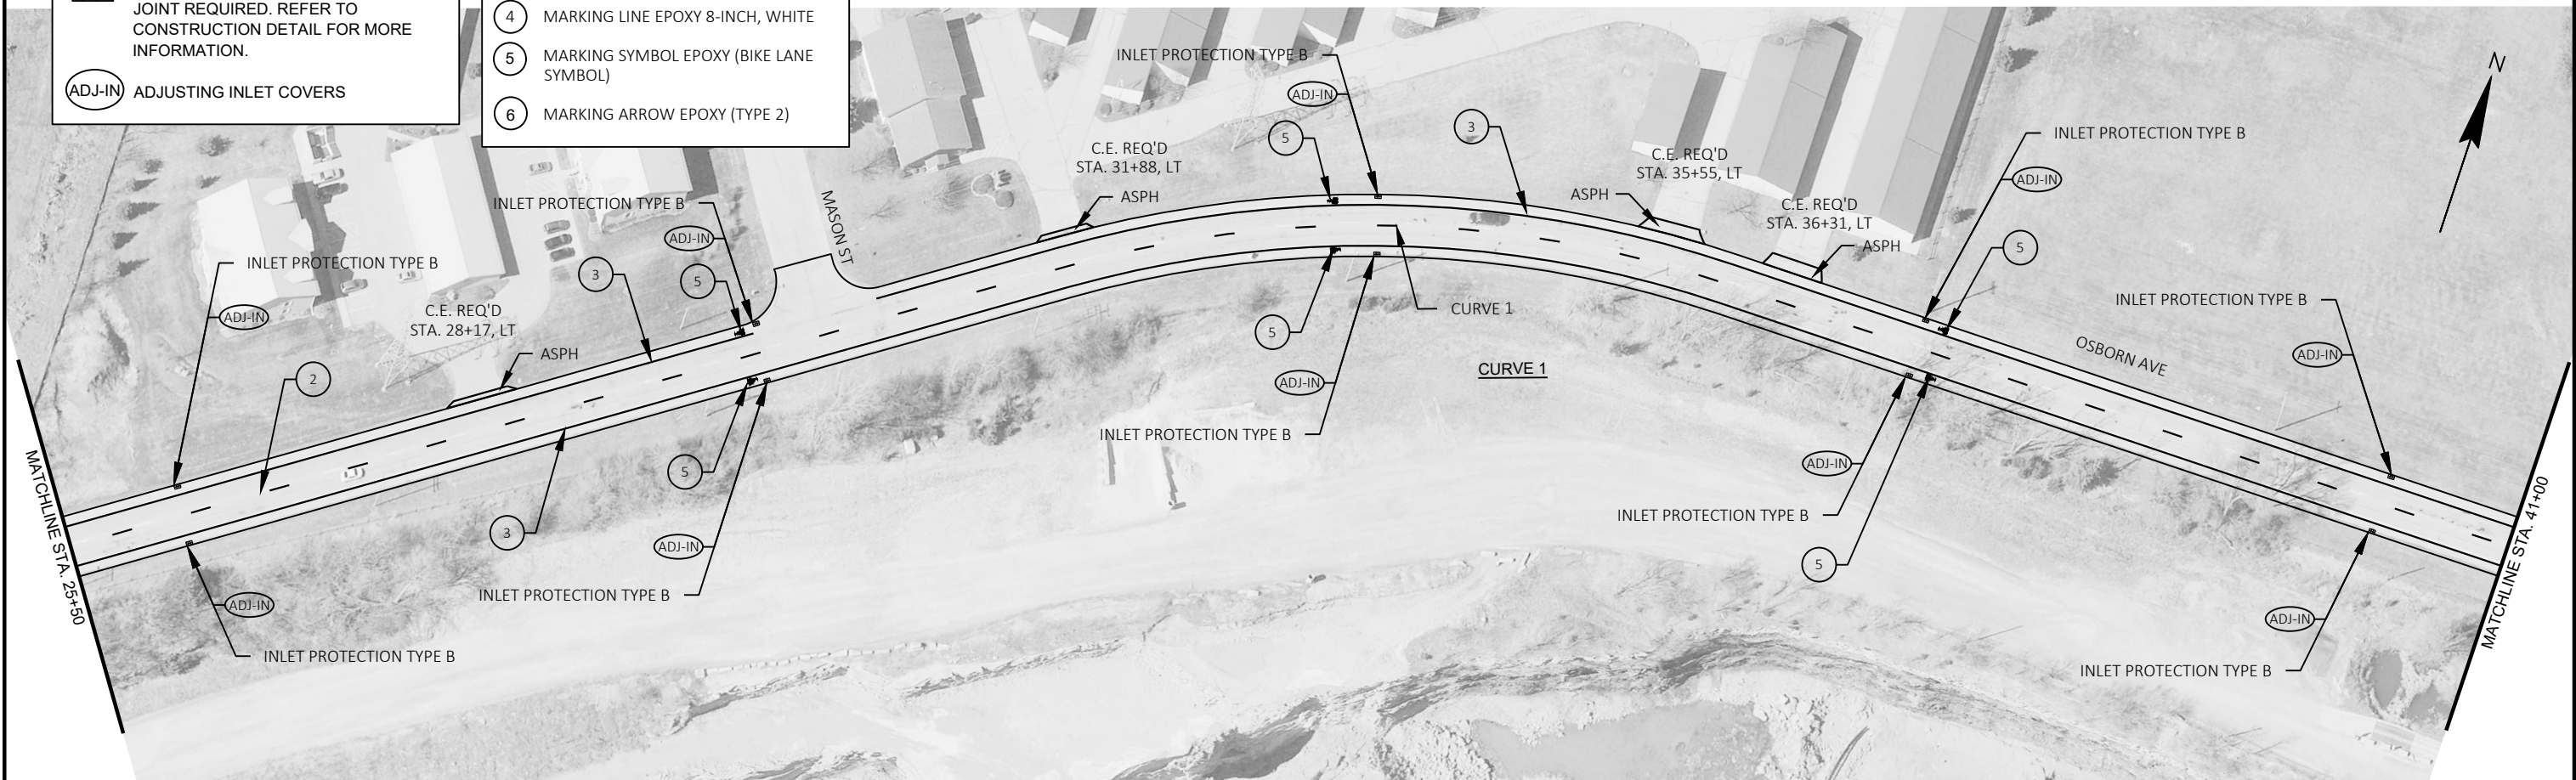 JOINT REQUIRED. REFER TO
CONSTRUCTION DETAIL FOR MORE
INFORMATION.
ADJ-IN ADJUSTING INLET COVERS
4 MARKING LINE EPOXY 8-INCH, WHITE
5 MARKING SYMBOL EPOXY (BIKE LANE
SYMBOL)
6 MARKING ARROW EPOXY (TYPE 2)
N
INLET PROTECTION TYPE B
ADJ-IN
5
3
C.E. REQ'D
STA. 31+88, LT
ASPH
C.E. REQ'D
STA. 35+55, LT
ASPH
C.E. REQ'D
STA. 36+31, LT
ASPH
INLET PROTECTION TYPE B
ADJ-IN
5
INLET PROTECTION TYPE B
ADJ-IN
5
MASON ST
3
INLET PROTECTION TYPE B
ADJ-IN
C.E. REQ'D
STA. 28+17, LT
ASPH
2
CURVE 1
5
ADJ-IN
INLET PROTECTION TYPE B
CURVE 1
INLET PROTECTION TYPE B
ADJ-IN
OSBORN AVE
MATCHLINE STA. 25+50
3
5
ADJ-IN
INLET PROTECTION TYPE B
ADJ-IN
INLET PROTECTION TYPE B
ADJ-IN
INLET PROTECTION TYPE B
5
ADJ-IN
INLET PROTECTION TYPE B
MATCHLINE STA. 41+00